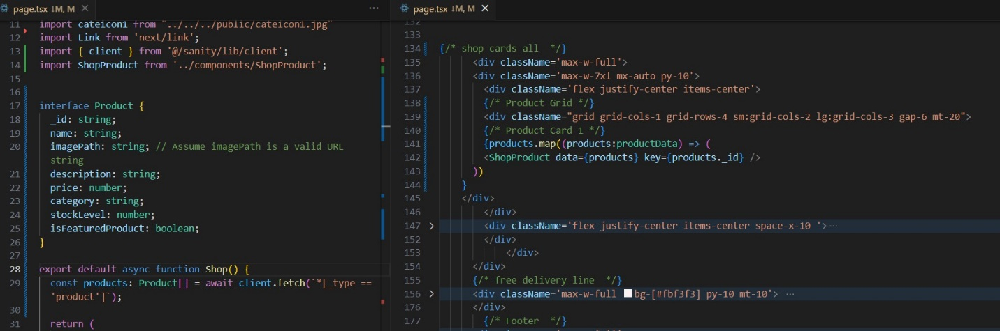 page.tsx ↓M, M ×
···
11 import cateicon1 from "../../../public/cateicon1.jpg"
12 import Link from 'next/link';
13 import { client } from '@/sanity/lib/client';
14 import ShopProduct from '../components/ShopProduct';
15
16
17 interface Product {
18 _id: string;
19 name: string;
20 imagePath: string; // Assume imagePath is a valid URL
string
21 description: string;
22 price: number;
23 category: string;
24 stockLevel: number;
25 isFeaturedProduct: boolean;
26 }
27
28 export default async function Shop() {
29 const products: Product[] = await client.fetch(`*[_type ==
'product']`);
30
31 return (
page.tsx ↓M, M ×
132
133
134 {/* shop cards all  */}
135 <div className='max-w-full'>
136 <div className='max-w-7xl mx-auto py-10'>
137 <div className='flex justify-center items-center'>
138 {/* Product Grid */}
139 <div className="grid grid-cols-1 grid-rows-4 sm:grid-cols-2 lg:grid-cols-3 gap-6 mt-20">
140 {/* Product Card 1 */}
141 {products.map((products:productData) => (
142 <ShopProduct data={products} key={products._id} />
143 ))
144 }
145 </div>
146 </div>
147 <div className='flex justify-center items-center space-x-10 '>···
152 </div>
153 </div>
154 </div>
155 {/* free delivery line  */}
156 <div className='max-w-full bg-[#fbf3f3] py-10 mt-10'> ···
176 </div>
177 {/* Footer  */}